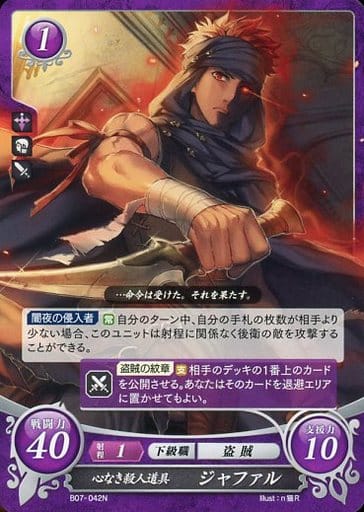 1
…命令は受けた。それを果たす。
闇夜の侵入者 常 自分のターン中、自分の手札の枚数が相手より
少ない場合、このユニットは射程に関係なく後衛の敵を攻撃する
ことができる。
盗賊の紋章 支 相手のデッキの1番上のカード
を公開させる。あなたはそのカードを退避エリア
に置かせてもよい。
戦闘力 40
射程 1
下級職
盗賊
支援力 10
心なき殺人道具 ジャファル
B07-042N
Illust:n猫R